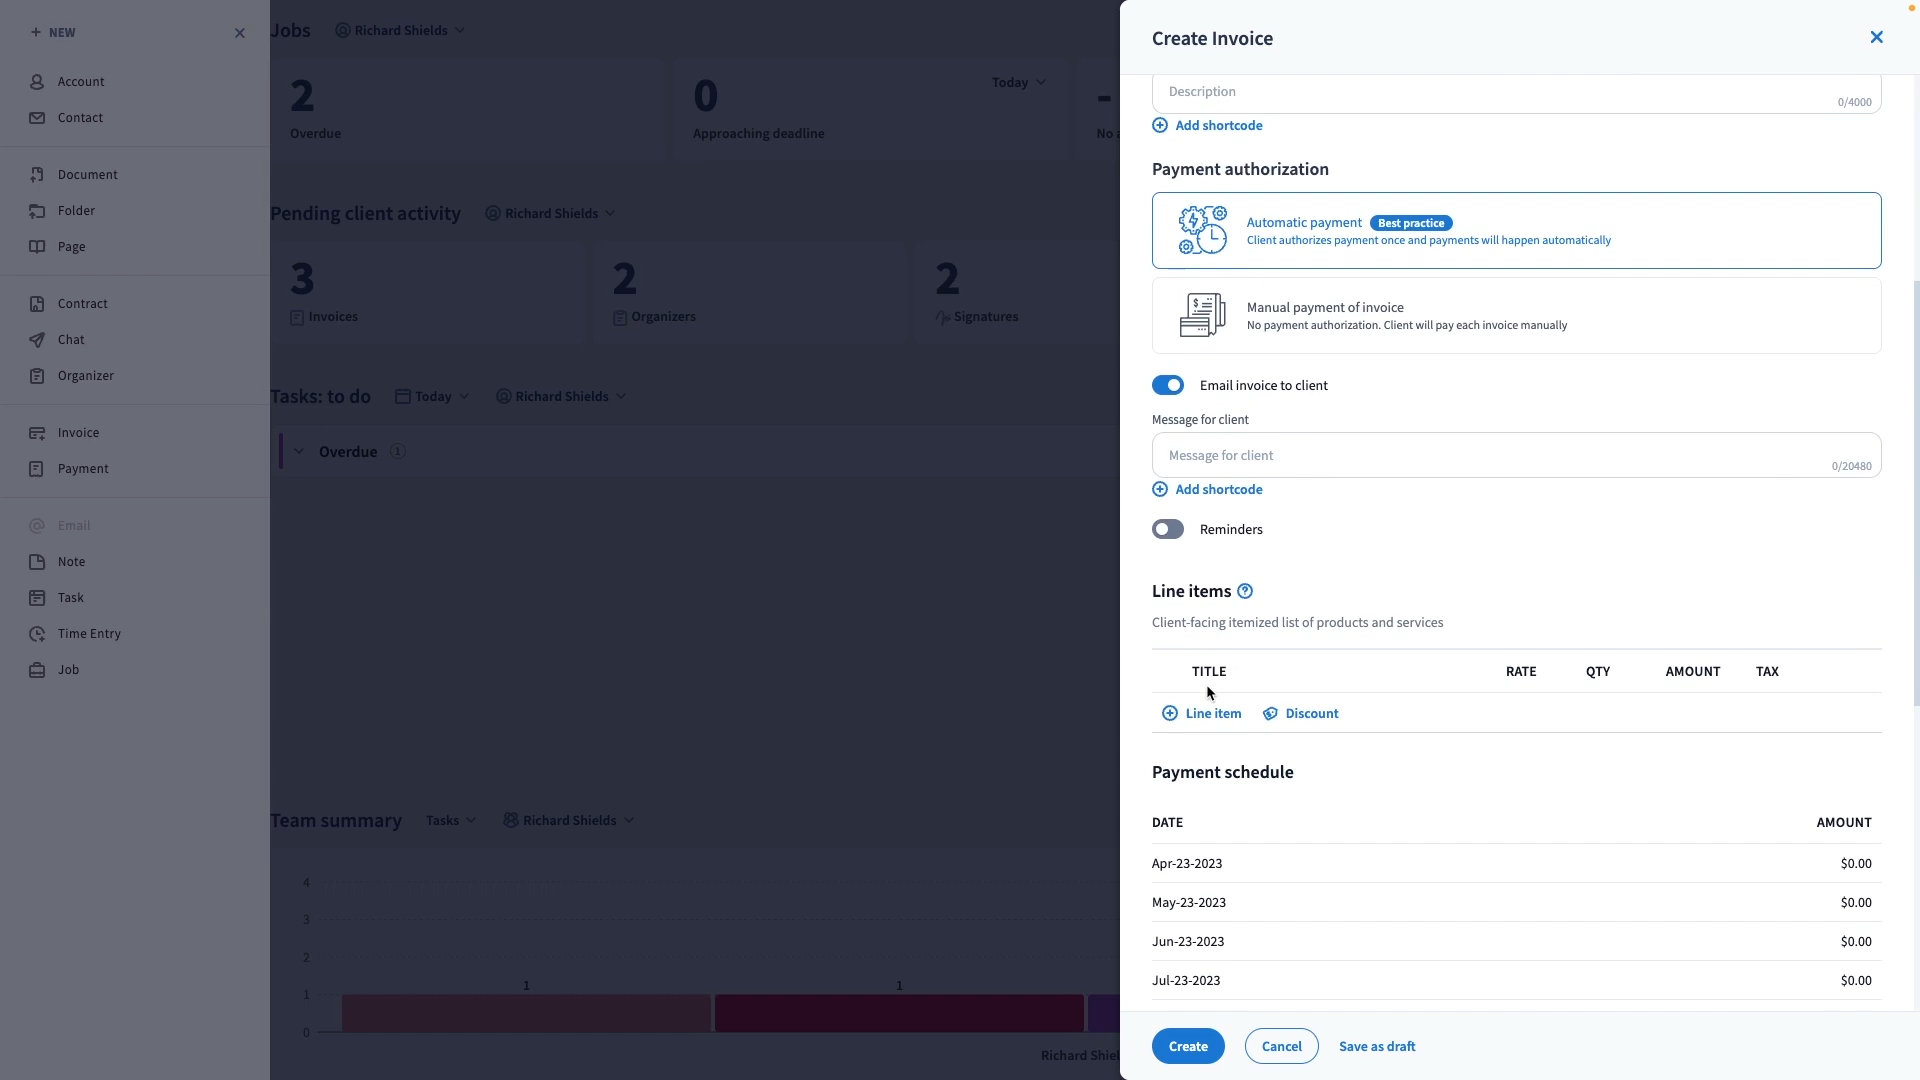 + NEW
Account
Contact
Document
Folder
Page
Contract
Chat
Organizer
Invoice
Payment
Email
Note
Task
Time Entry
Job
Jobs Richard Shields
2
Overdue
0 Today
Approaching deadline
-
No a
Pending client activity Richard Shields
3
Invoices
2
Organizers
2
Signatures
Tasks: to do Today Richard Shields
Overdue 1
Team summary Tasks Richard Shields
4
3
2
1
0
1
1
Richard Shiel
Create Invoice
Description
0/4000
Add shortcode
Payment authorization
Automatic payment Best practice
Client authorizes payment once and payments will happen automatically
Manual payment of invoice
No payment authorization. Client will pay each invoice manually
Email invoice to client
Message for client
Message for client
0/20480
Add shortcode
Reminders
Line items ?
Client-facing itemized list of products and services
TITLE RATE QTY AMOUNT TAX
Line item Discount
Payment schedule
DATE AMOUNT
Apr-23-2023 $0.00
May-23-2023 $0.00
Jun-23-2023 $0.00
Jul-23-2023 $0.00
Create Cancel Save as draft